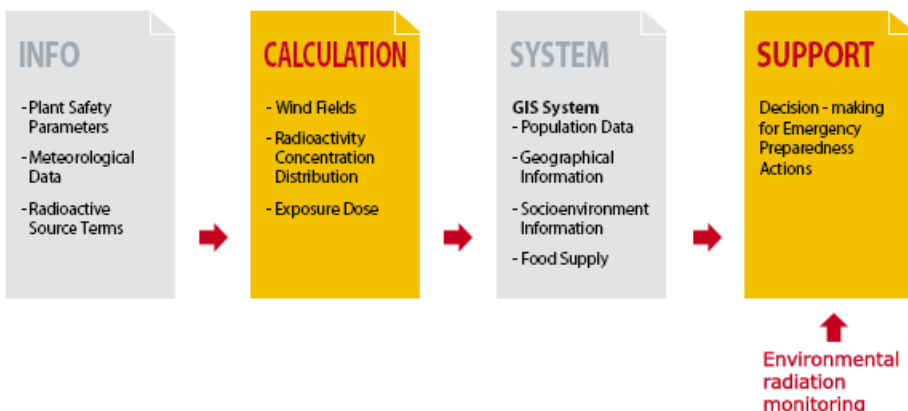 INFO
-Plant Safety
Parameters
-Meteorological
Data
-Radioactive
Source Terms
CALCULATION
- Wind Fields
- Radioactivity
Concentration
Distribution
- Exposure Dose
SYSTEM
GIS System
- Population Data
-Geographical
Information
-Socioenvironment
Information
- Food Supply
SUPPORT
Decision - making
for Emergency
Preparedness
Actions
Environmental
radiation
monitoring